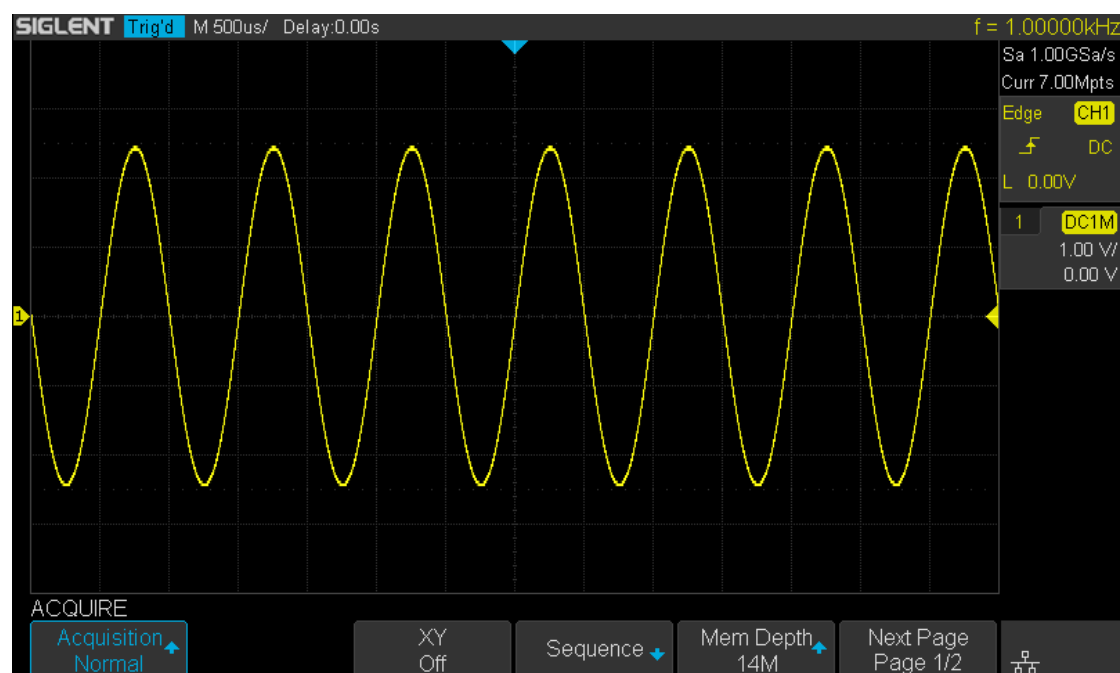 SIGLENT Trig'd M 500us/ Delay:0.00s f = 1.00000kHz
Sa 1.00GSa/s
Curr 7.00Mpts
Edge CH1
DC
L 0.00V
1 DC1M
1.00 V/
0.00 V
1
ACQUIRE
Acquisition
Normal
XY
Off
Sequence
Mem Depth
14M
Next Page
Page 1/2